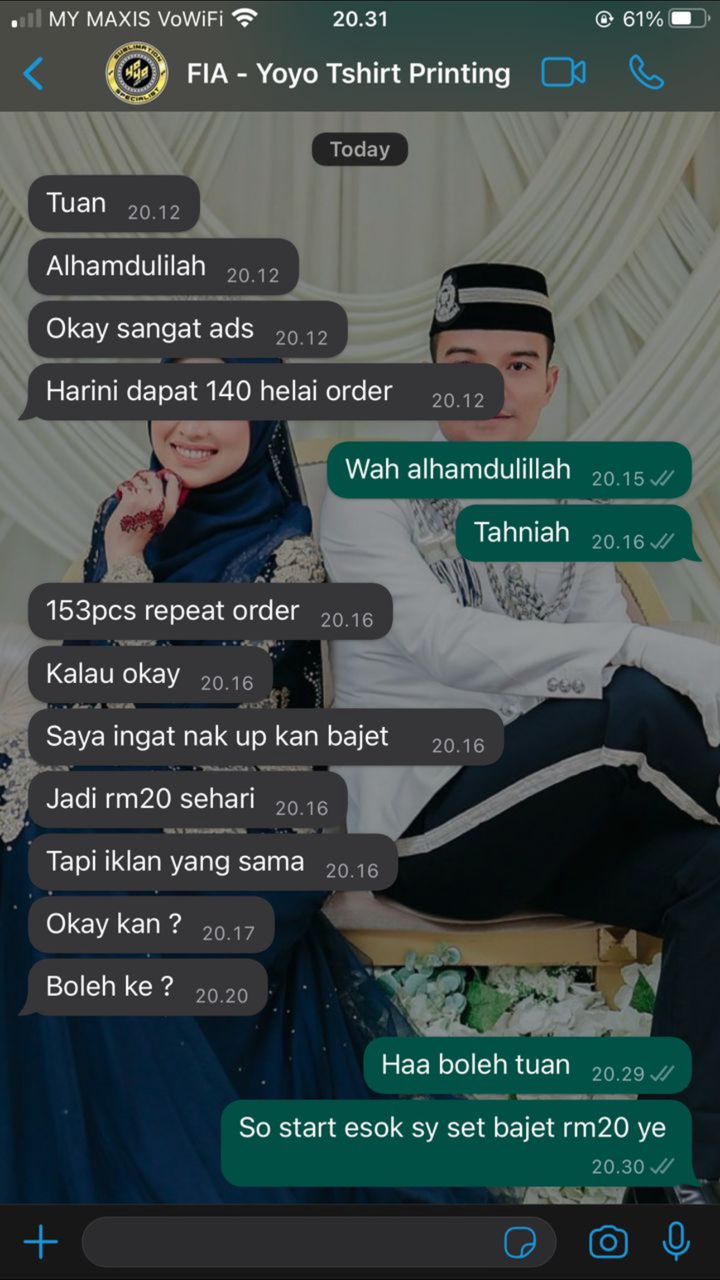 MY MAXIS VoWiFi 20.31 61%
FIA - Yoyo Tshirt Printing
SUBLIMATION
YOYO
SPECIALIST
Today
Tuan 20.12
Alhamdulilah 20.12
Okay sangat ads 20.12
Harini dapat 140 helai order 20.12
Wah alhamdulillah 20.15
Tahniah 20.16
153pcs repeat order 20.16
Kalau okay 20.16
Saya ingat nak up kan bajet 20.16
Jadi rm20 sehari 20.16
Tapi iklan yang sama 20.16
Okay kan ? 20.17
Boleh ke ? 20.20
Haa boleh tuan 20.29
So start esok sy set bajet rm20 ye
20.30